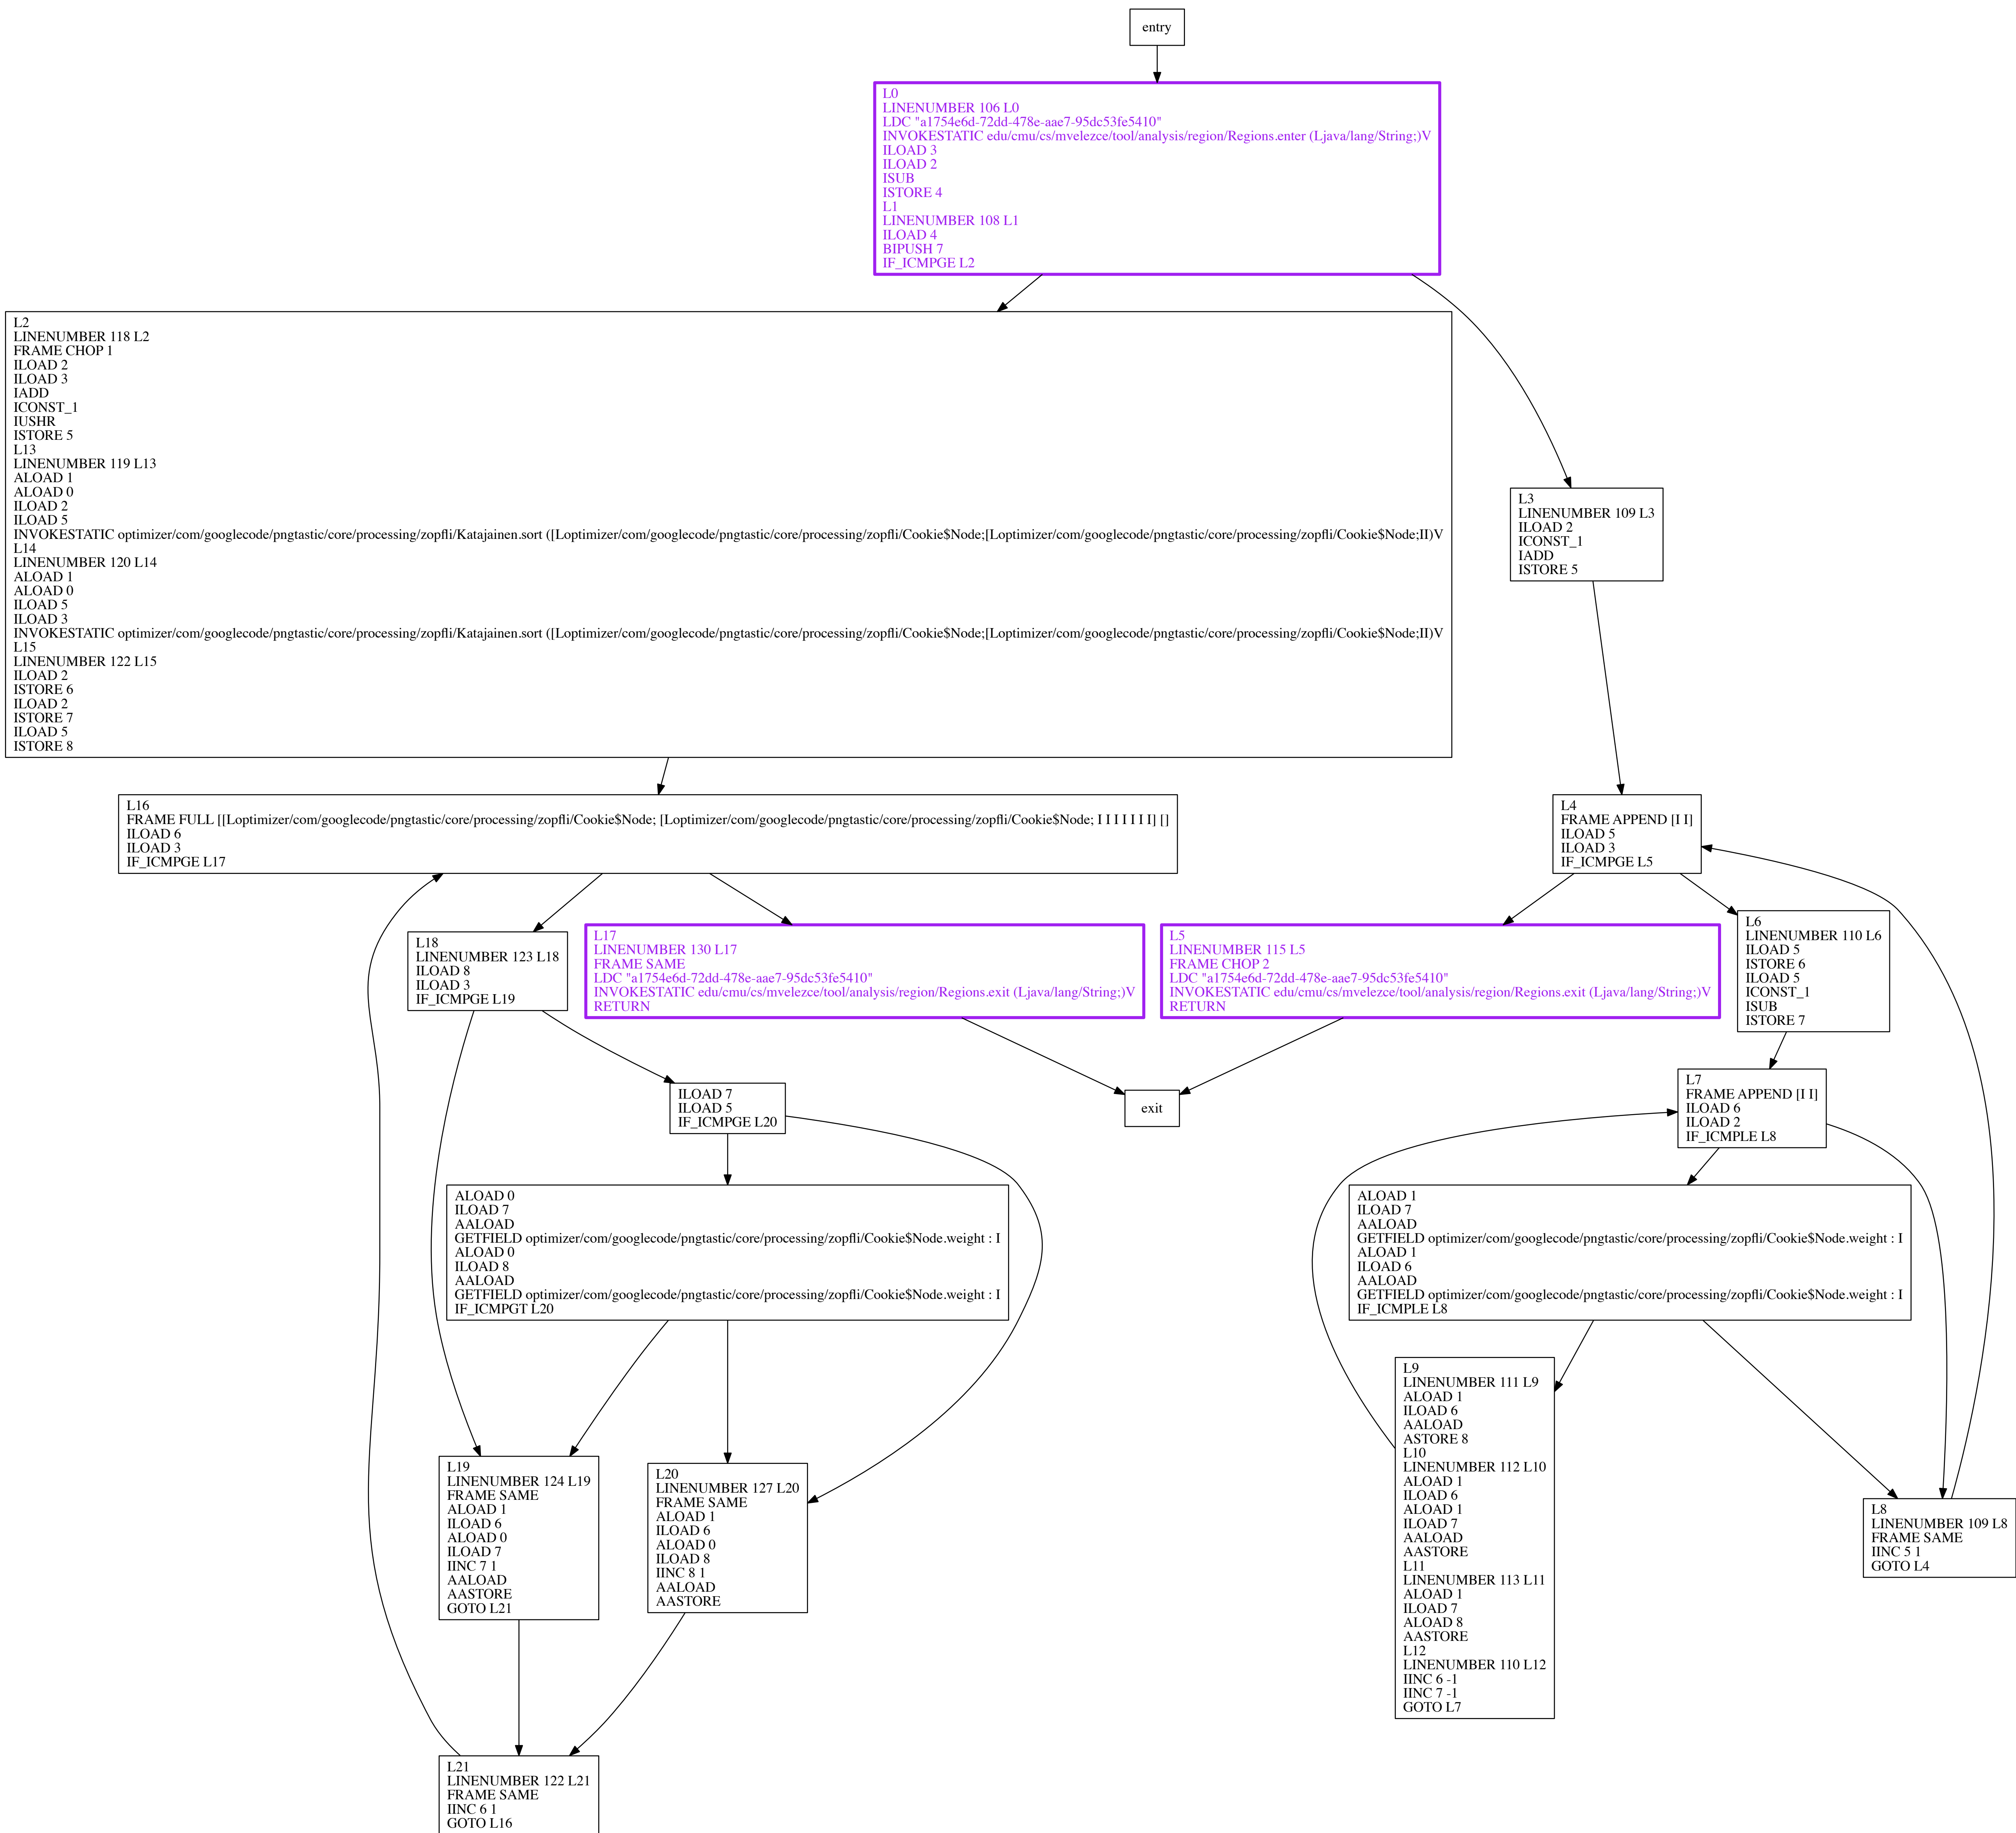 entry
L0
LINENUMBER 106 L0
LDC "a1754e6d-72dd-478e-aae7-95dc53fe5410"
INVOKESTATIC edu/cmu/cs/mvelezce/tool/analysis/region/Regions.enter (Ljava/lang/String;)V
ILOAD 3
ILOAD 2
ISUB
ISTORE 4
L1
LINENUMBER 108 L1
ILOAD 4
BIPUSH 7
IF_ICMPGE L2
L2
LINENUMBER 118 L2
FRAME CHOP 1
ILOAD 2
ILOAD 3
IADD
ICONST_1
IUSHR
ISTORE 5
L13
LINENUMBER 119 L13
ALOAD 1
ALOAD 0
ILOAD 2
ILOAD 5
INVOKESTATIC optimizer/com/googlecode/pngtastic/core/processing/zopfli/Katajainen.sort ([Loptimizer/com/googlecode/pngtastic/core/processing/zopfli/Cookie$Node;[Loptimizer/com/googlecode/pngtastic/core/processing/zopfli/Cookie$Node;II)V
L14
LINENUMBER 120 L14
ALOAD 1
ALOAD 0
ILOAD 5
ILOAD 3
INVOKESTATIC optimizer/com/googlecode/pngtastic/core/processing/zopfli/Katajainen.sort ([Loptimizer/com/googlecode/pngtastic/core/processing/zopfli/Cookie$Node;[Loptimizer/com/googlecode/pngtastic/core/processing/zopfli/Cookie$Node;II)V
L15
LINENUMBER 122 L15
ILOAD 2
ISTORE 6
ILOAD 2
ISTORE 7
ILOAD 5
ISTORE 8
L3
LINENUMBER 109 L3
ILOAD 2
ICONST_1
IADD
ISTORE 5
L16
FRAME FULL [[Loptimizer/com/googlecode/pngtastic/core/processing/zopfli/Cookie$Node; [Loptimizer/com/googlecode/pngtastic/core/processing/zopfli/Cookie$Node; I I I I I I I] []
ILOAD 6
ILOAD 3
IF_ICMPGE L17
L4
FRAME APPEND [I I]
ILOAD 5
ILOAD 3
IF_ICMPGE L5
L18
LINENUMBER 123 L18
ILOAD 8
ILOAD 3
IF_ICMPGE L19
L17
LINENUMBER 130 L17
FRAME SAME
LDC "a1754e6d-72dd-478e-aae7-95dc53fe5410"
INVOKESTATIC edu/cmu/cs/mvelezce/tool/analysis/region/Regions.exit (Ljava/lang/String;)V
RETURN
L5
LINENUMBER 115 L5
FRAME CHOP 2
LDC "a1754e6d-72dd-478e-aae7-95dc53fe5410"
INVOKESTATIC edu/cmu/cs/mvelezce/tool/analysis/region/Regions.exit (Ljava/lang/String;)V
RETURN
L6
LINENUMBER 110 L6
ILOAD 5
ISTORE 6
ILOAD 5
ICONST_1
ISUB
ISTORE 7
ILOAD 7
ILOAD 5
IF_ICMPGE L20
exit
L7
FRAME APPEND [I I]
ILOAD 6
ILOAD 2
IF_ICMPLE L8
ALOAD 0
ILOAD 7
AALOAD
GETFIELD optimizer/com/googlecode/pngtastic/core/processing/zopfli/Cookie$Node.weight : I
ALOAD 0
ILOAD 8
AALOAD
GETFIELD optimizer/com/googlecode/pngtastic/core/processing/zopfli/Cookie$Node.weight : I
IF_ICMPGT L20
ALOAD 1
ILOAD 7
AALOAD
GETFIELD optimizer/com/googlecode/pngtastic/core/processing/zopfli/Cookie$Node.weight : I
ALOAD 1
ILOAD 6
AALOAD
GETFIELD optimizer/com/googlecode/pngtastic/core/processing/zopfli/Cookie$Node.weight : I
IF_ICMPLE L8
L19
LINENUMBER 124 L19
FRAME SAME
ALOAD 1
ILOAD 6
ALOAD 0
ILOAD 7
IINC 7 1
AALOAD
AASTORE
GOTO L21
L20
LINENUMBER 127 L20
FRAME SAME
ALOAD 1
ILOAD 6
ALOAD 0
ILOAD 8
IINC 8 1
AALOAD
AASTORE
L9
LINENUMBER 111 L9
ALOAD 1
ILOAD 6
AALOAD
ASTORE 8
L10
LINENUMBER 112 L10
ALOAD 1
ILOAD 6
ALOAD 1
ILOAD 7
AALOAD
AASTORE
L11
LINENUMBER 113 L11
ALOAD 1
ILOAD 7
ALOAD 8
AASTORE
L12
LINENUMBER 110 L12
IINC 6 -1
IINC 7 -1
GOTO L7
L8
LINENUMBER 109 L8
FRAME SAME
IINC 5 1
GOTO L4
L21
LINENUMBER 122 L21
FRAME SAME
IINC 6 1
GOTO L16